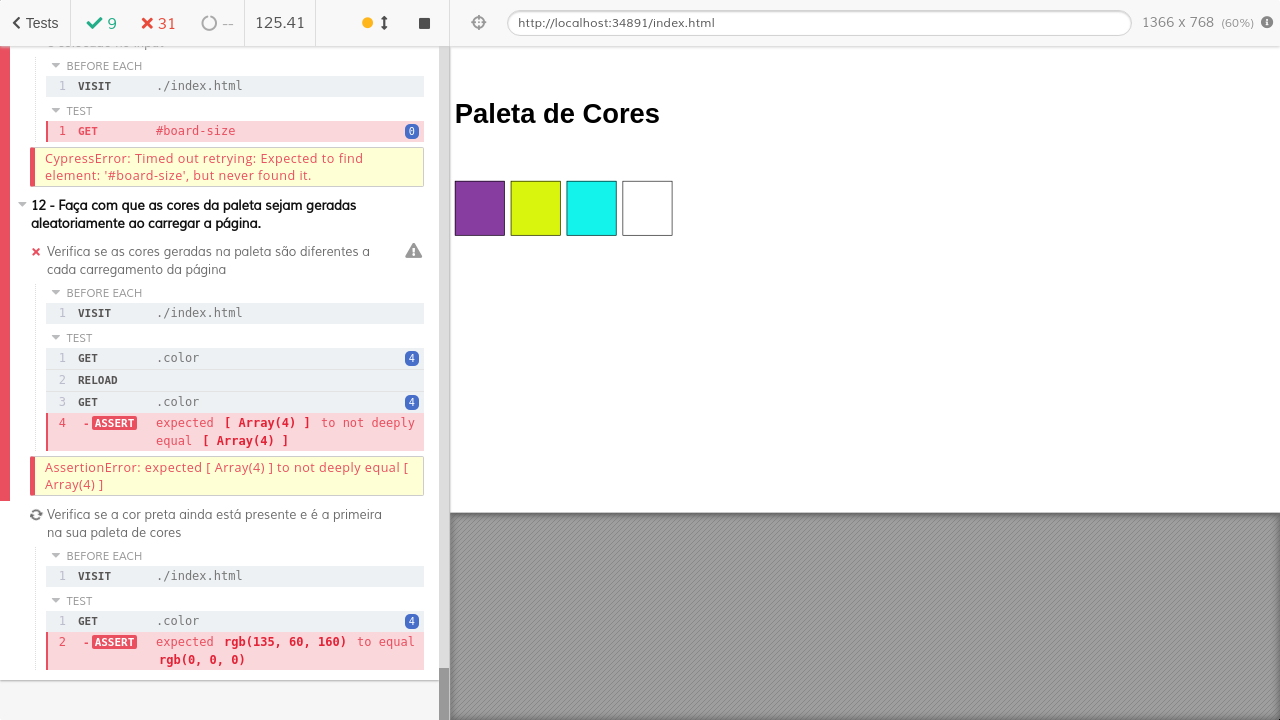 Tests 9 31 -- 125.41
http://localhost:34891/index.html 1366 x 768 (60%)
BEFORE EACH
1 VISIT ./index.html
TEST
1 GET #board-size 0
CypressError: Timed out retrying: Expected to find
element: '#board-size', but never found it.
12 - Faça com que as cores da paleta sejam geradas
aleatoriamente ao carregar a página.
Verifica se as cores geradas na paleta são diferentes a
cada carregamento da página
BEFORE EACH
1 VISIT ./index.html
TEST
1 GET .color 4
2 RELOAD
3 GET .color 4
4 -ASSERT expected [ Array(4) ] to not deeply
equal [ Array(4) ]
AssertionError: expected [ Array(4) ] to not deeply equal [
Array(4) ]
Verifica se a cor preta ainda está presente e é a primeira
na sua paleta de cores
BEFORE EACH
1 VISIT ./index.html
TEST
1 GET .color 4
2 -ASSERT expected rgb(135, 60, 160) to equal
rgb(0, 0, 0)
Paleta de Cores